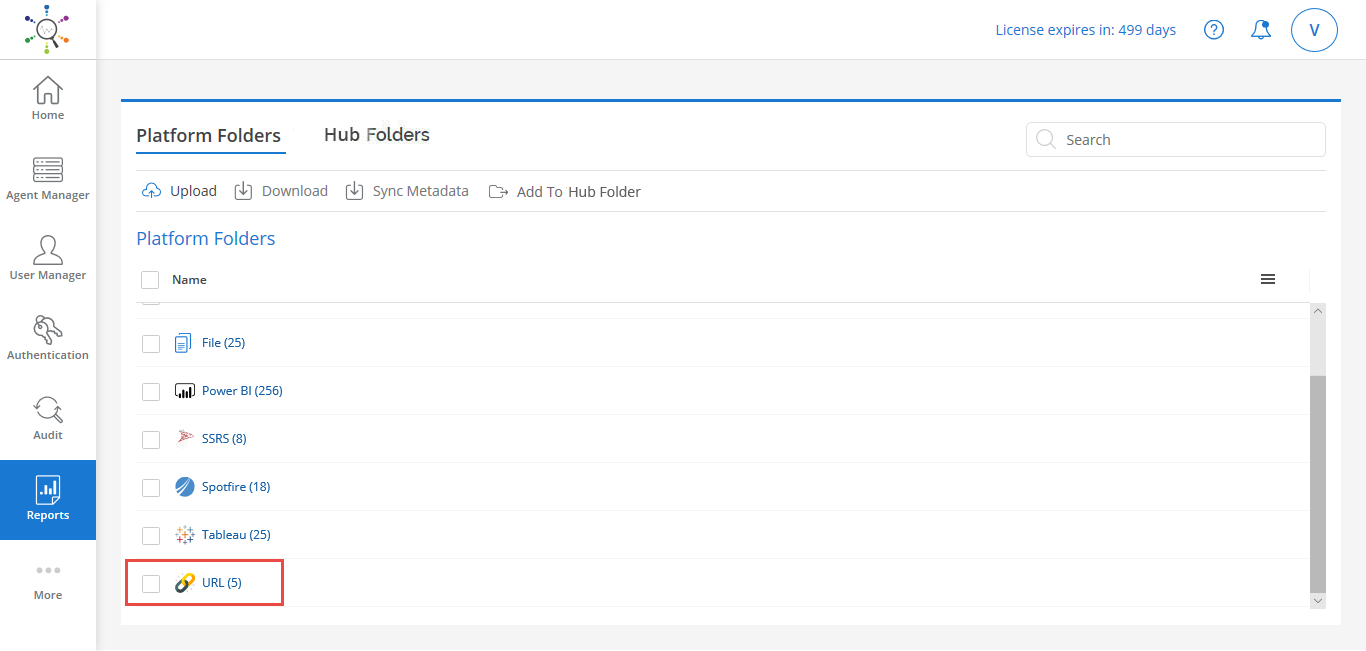 License expires in: 499 days
V
Home
Agent Manager
User Manager
Authentication
Audit
Reports
More
Platform Folders
Hub Folders
Search
Upload
Download
Sync Metadata
Add To Hub Folder
Platform Folders
Name
File (25)
Power BI (256)
SSRS (8)
Spotfire (18)
Tableau (25)
URL (5)